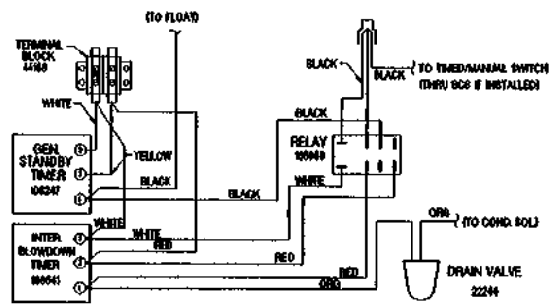 (TO FLOAT)
TERMINAL
BLOCK
WHITE
BLACK
BLACK
TO TIMED/MANUAL SWITCH
(THRU SCS IF INSTALLED)
BLACK
GEN.
STANDBY
TIMER
YELLOW
RELAY
BLACK
BLACK
WHITE
WHITE
WHITE
RED
INTER.
BLOWDOWN
TIMER
RED
RED
ORG
ORG
(TO COND. SOL)
DRAIN VALVE
22244